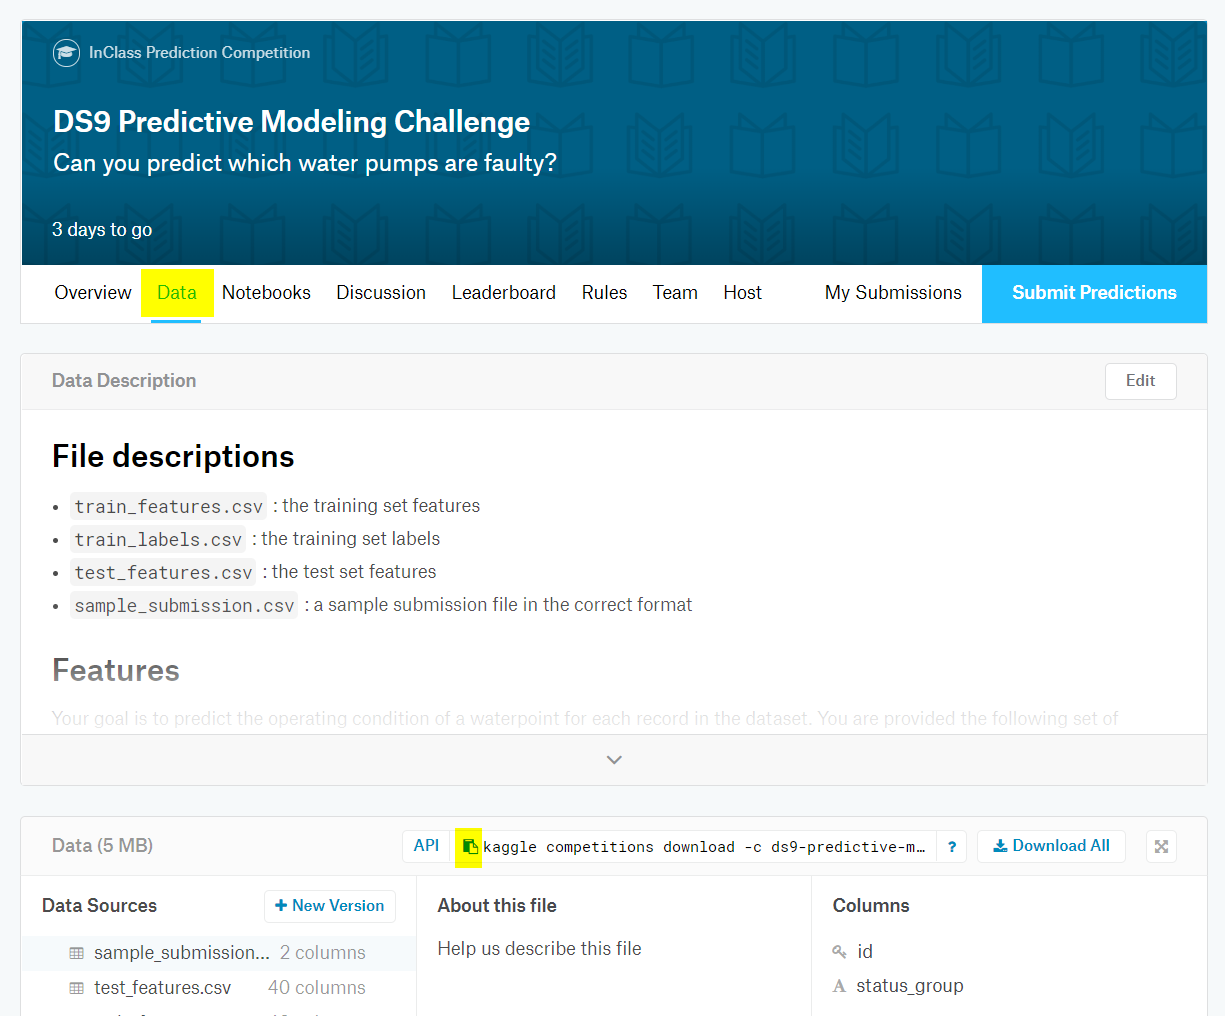 InClass Prediction Competition
DS9 Predictive Modeling Challenge
Can you predict which water pumps are faulty?
3 days to go
Overview Data Notebooks Discussion Leaderboard Rules Team Host My Submissions Submit Predictions
Data Description Edit
File descriptions
• train_features.csv : the training set features
• train_labels.csv : the training set labels
• test_features.csv : the test set features
• sample_submission.csv : a sample submission file in the correct format
Features
Your goal is to predict the operating condition of a waterpoint for each record in the dataset. You are provided the following set of
Data (5 MB) API kaggle competitions download -c ds9-predictive-m… ? Download All
Data Sources + New Version About this file Columns
sample_submission... 2 columns Help us describe this file id
test_features.csv 40 columns A status_group